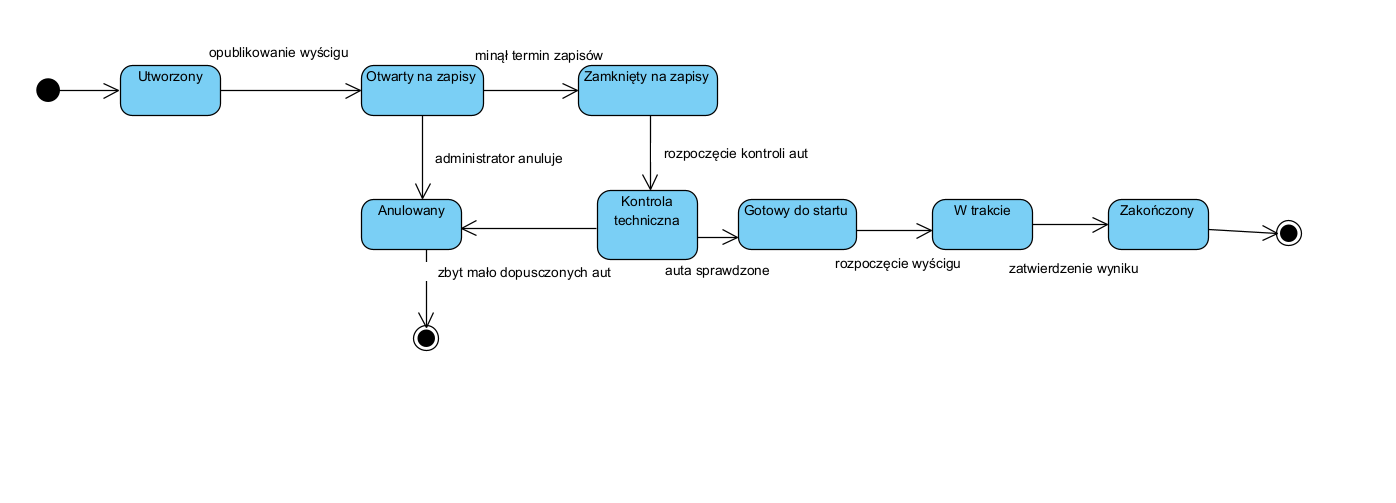 opublikowanie wyścigu
minął termin zapisów
Utworzony
Otwarty na zapisy
Zamknięty na zapisy
administrator anuluje
rozpoczęcie kontroli aut
Anulowany
Kontrola
techniczna
Gotowy do startu
W trakcie
Zakończony
zbyt mało dopusczonych aut
auta sprawdzone
rozpoczęcie wyścigu
zatwierdzenie wyniku